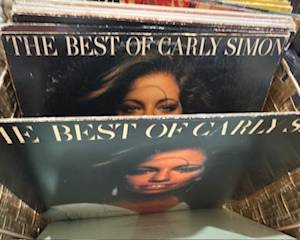 THE BEST OF CARLY SIMON
HE BEST OF CARLY S